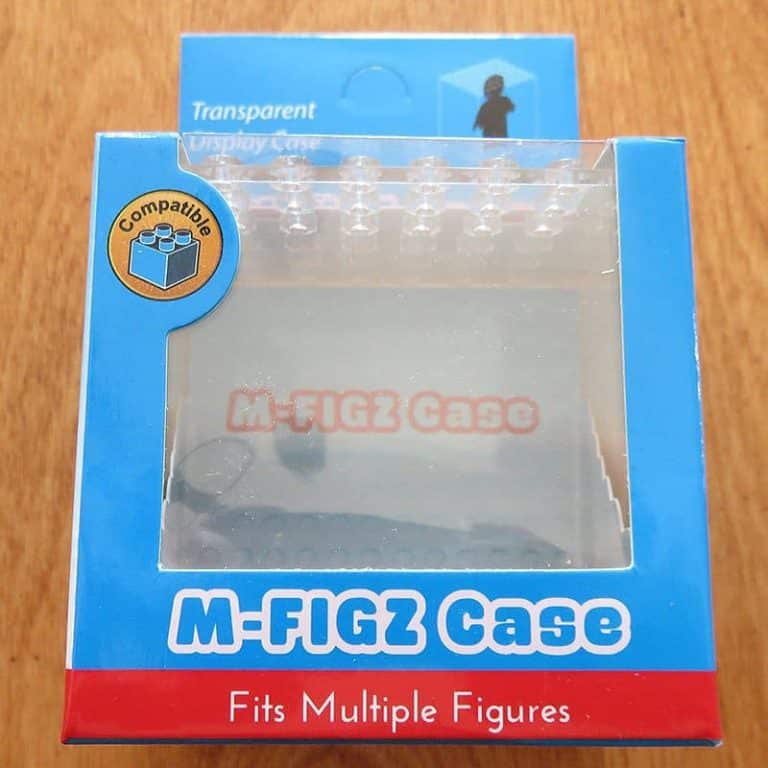 Transparent
Display Case
Compatible
M-FIGZ Case
M-FIGZ Case
Fits Multiple Figures